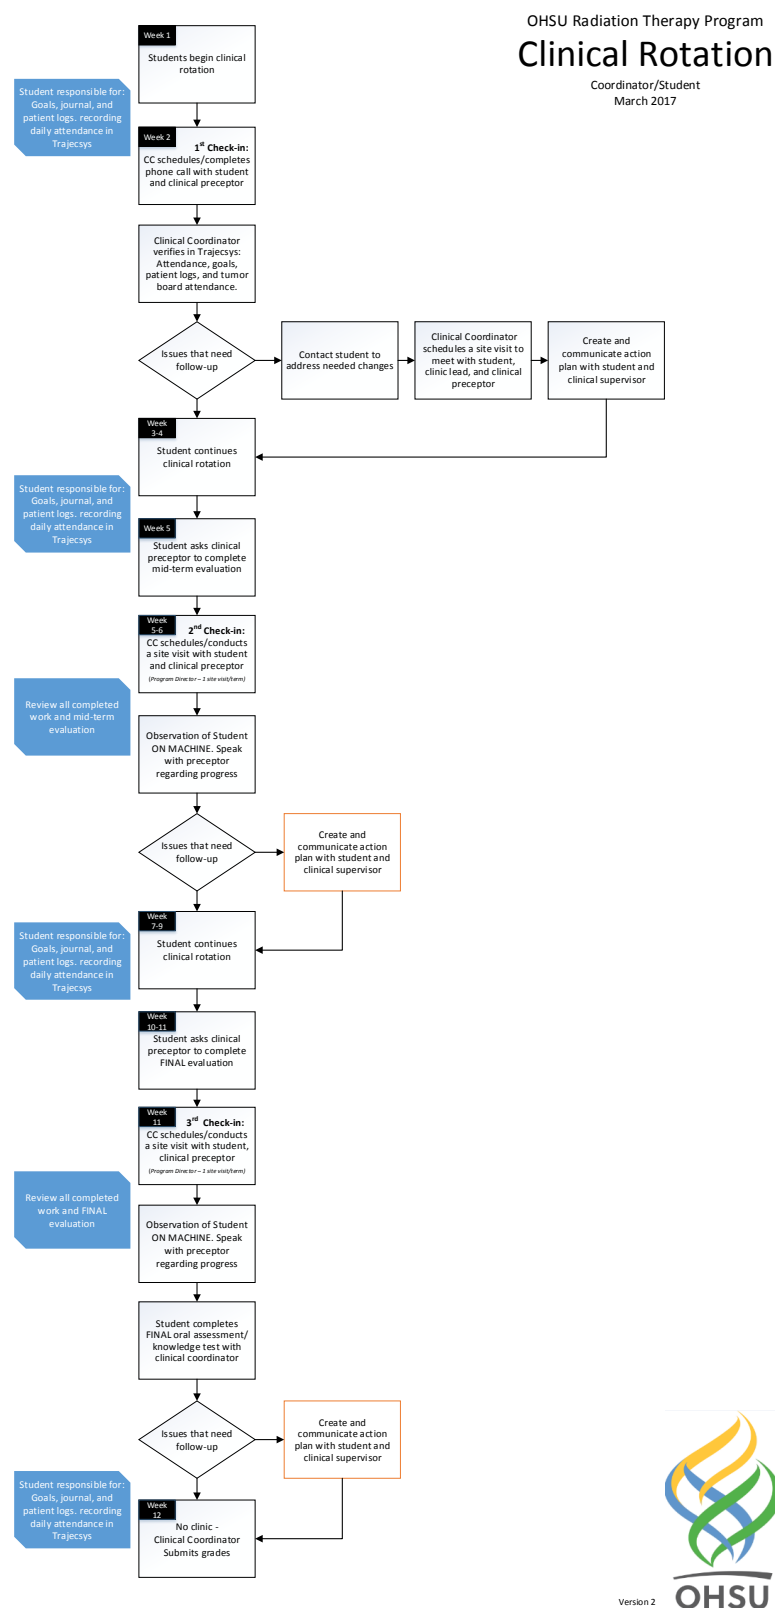 OHSU Radiation Therapy Program
Clinical Rotation
Coordinator/Student
March 2017
Week 1
Students begin clinical
rotation
Student responsible for:
Goals, journal, and
patient logs. recording
daily attendance in
Trajecsys
Week 2
1st Check-in:
CC schedules/completes
phone call with student
and clinical preceptor
Clinical Coordinator
verifies in Trajecsys:
Attendance, goals,
patient logs, and tumor
board attendance.
Issues that need
follow-up
Contact student to
address needed changes
Clinical Coordinator
schedules a site visit to
meet with student,
clinic lead, and clinical
preceptor
Create and
communicate action
plan with student and
clinical supervisor
Week
3-4
Student continues
clinical rotation
Student responsible for:
Goals, journal, and
patient logs. recording
daily attendance in
Trajecsys
Week 5
Student asks clinical
preceptor to complete
mid-term evaluation
Week
5-6
2nd Check-in:
CC schedules/conducts
a site visit with student
and clinical preceptor
(Program Director – 1 site visit/term)
Review all completed
work and mid-term
evaluation
Observation of Student
ON MACHINE. Speak
with preceptor
regarding progress
Issues that need
follow-up
Create and
communicate action
plan with student and
clinical supervisor
Week
7-9
Student continues
clinical rotation
Student responsible for:
Goals, journal, and
patient logs. recording
daily attendance in
Trajecsys
Week
10-11
Student asks clinical
preceptor to complete
FINAL evaluation
Week
11
3rd Check-in:
CC schedules/conducts
a site visit with student,
clinical preceptor
(Program Director – 1 site visit/term)
Review all completed
work and FINAL
evaluation
Observation of Student
ON MACHINE. Speak
with preceptor
regarding progress
Student completes
FINAL oral assessment/
knowledge test with
clinical coordinator
Issues that need
follow-up
Create and
communicate action
plan with student and
clinical supervisor
Student responsible for:
Goals, journal, and
patient logs. recording
daily attendance in
Trajecsys
Week
12
No clinic -
Clinical Coordinator
Submits grades
Version 2
OHSU